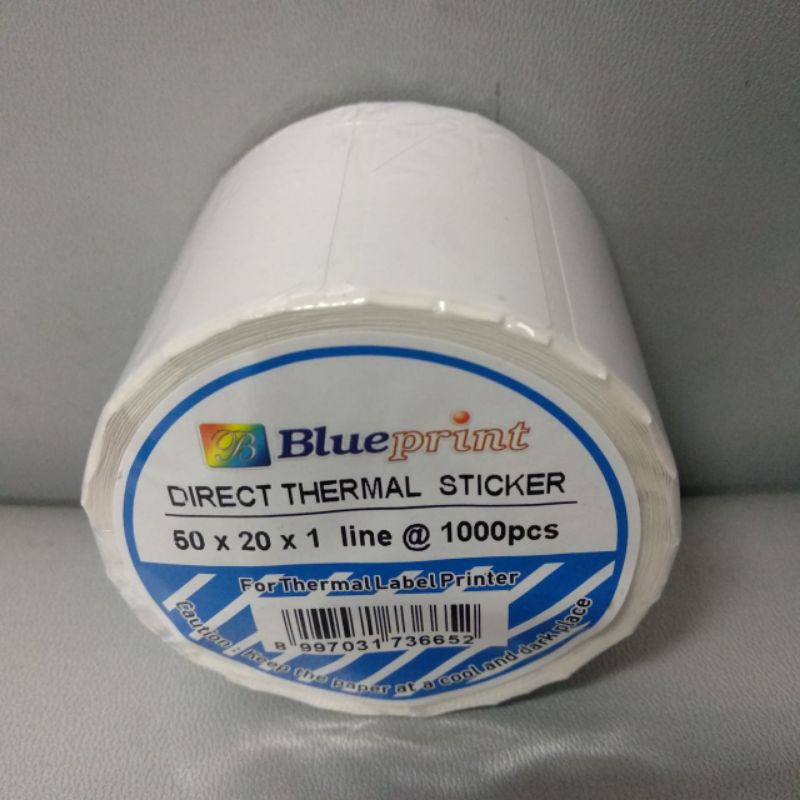 B Blueprint
DIRECT THERMAL STICKER
50 x 20 x 1 line @ 1000pcs
For Thermal Label Printer
8 997031 736652
Caution : Keep the paper at a cool and dark place